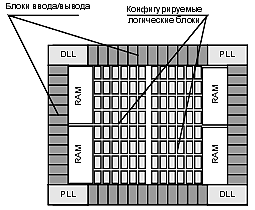 Блоки ввода/вывода
Конфигурируемые
логические блоки
DLL
PLL
RAM
RAM
RAM
RAM
PLL
DLL